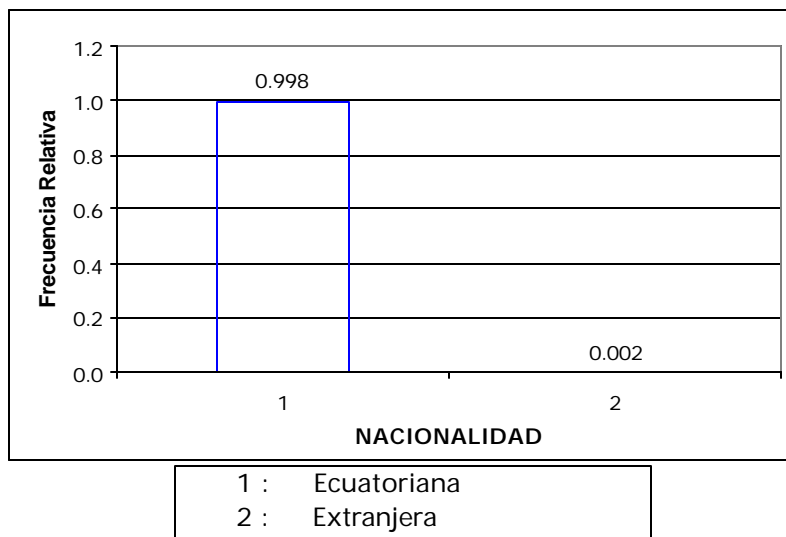 1.2
0.998
1.0
0.8
0.6
0.4
0.002
0.2
0.0
Frecuencia Relativa
1 2
NACIONALIDAD
1 : Ecuatoriana
2 : Extranjera